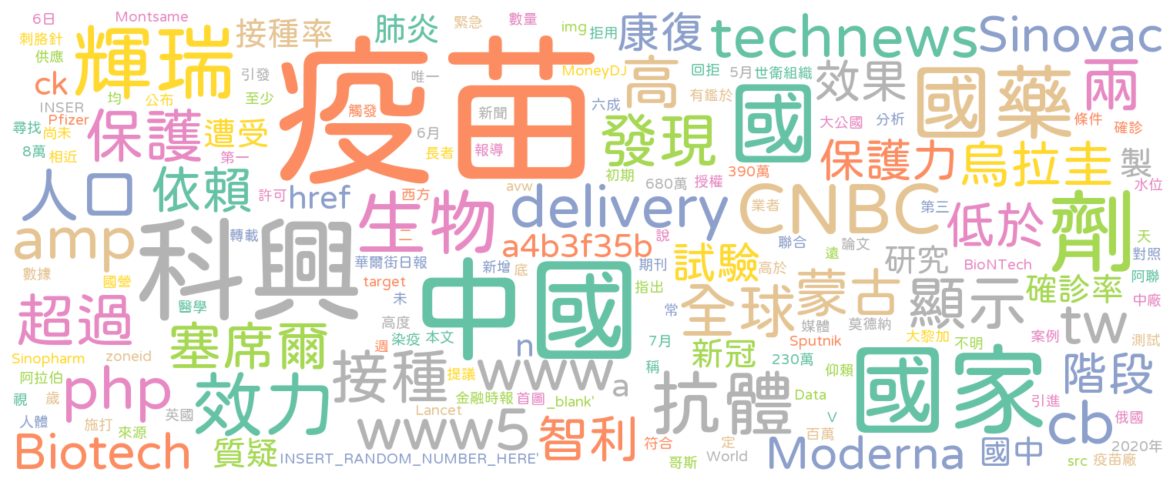 6日
Montsame
刺胳針
供應
輝瑞
接種率
肺炎
緊急
數量
img
拒用
康復
technews
Sinovac
ck
引發
唯一
疫苗
MoneyDJ
高
回拒
5月
世衛組織
效果
國藥
兩
INSER
均
公布
至少
Pfizer
尋找
尚未
8萬
相近
保護
遭受
第一
觸發
新聞
6月
長者
報導
六成
有鑑於
發現
初期
國
大公國
分析
條件
確診
保護力
烏拉圭
製
水位
人口
依賴
許可
href
西方
avw
680萬
授權
390萬
生物
delivery
CNBC
業者
第三
低於
劑
天
對照
amp
科興
轉載
二
華爾街日報
新增
底
a4b3f35b
說
期刊
聯合
論文
遠
研究
BioNTech
阿聯
數據
國營
醫學
target
未
中國
指出
試驗
高於
全球
蒙古
顯示
確診率
中廠
超過
塞席爾
高度
染疫
本文
常
媒體
莫德納
Sputnik
大黎加
不明
案例
測試
tw
Sinopharm
zoneid
週
n
7月
新冠
230萬
仰賴
階段
阿拉伯
視
歲
php
效力
接種
提議
www
a
稱
抗體
Data
V
國家
引進
俄國
人體
施打
來源
英國
Lancet
金融時報
首圖
_blank'
百萬
cb
2020年
Biotech
質疑
INSERT_RANDOM_NUMBER_HERE'
www5
智利
符合
哥斯
定
World
Moderna
國中
src
疫苗廠